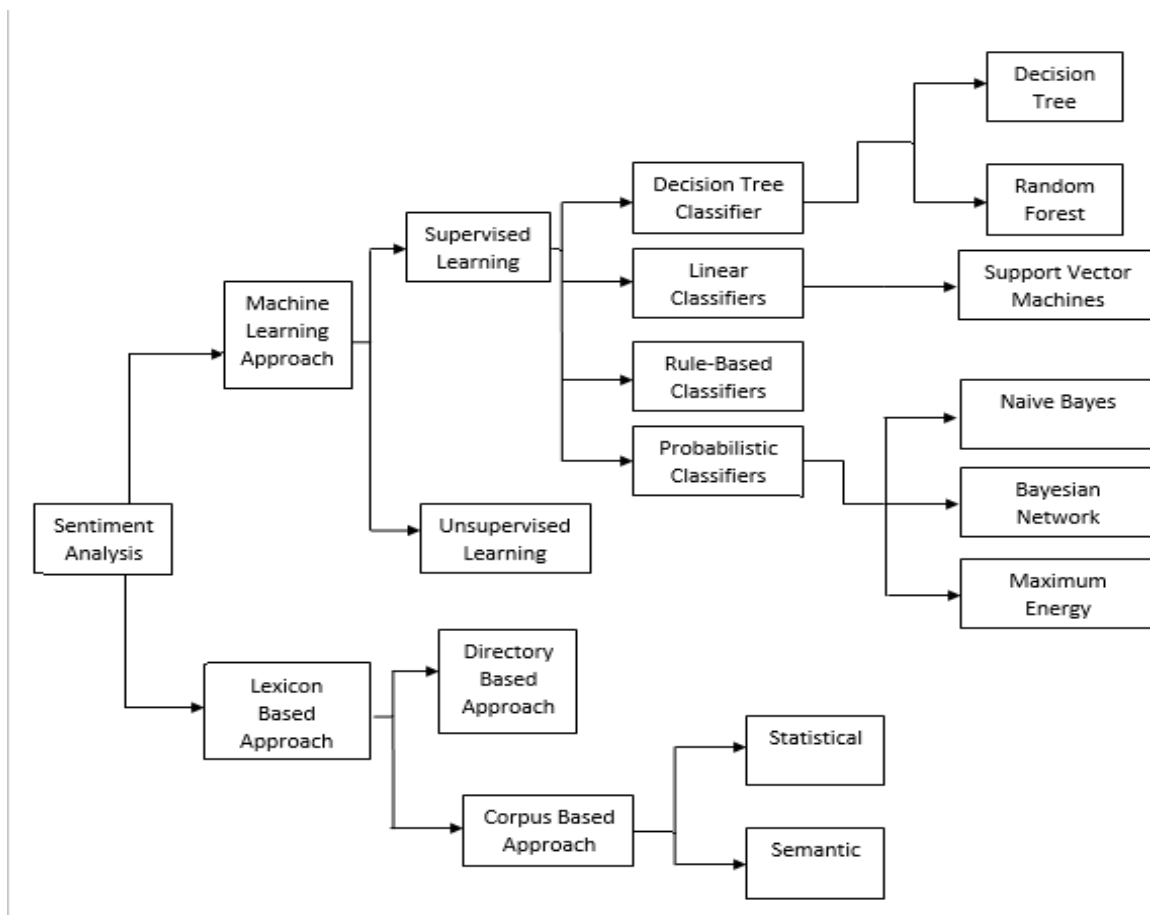 Decision
Tree
Decision Tree
Classifier
Random
Forest
Supervised
Learning
Linear
Classifiers
Support Vector
Machines
Machine
Learning
Approach
Rule-Based
Classifiers
Naive Bayes
Probabilistic
Classifiers
Bayesian
Network
Sentiment
Analysis
Unsupervised
Learning
Maximum
Energy
Directory
Based
Approach
Lexicon
Based
Approach
Statistical
Corpus Based
Approach
Semantic